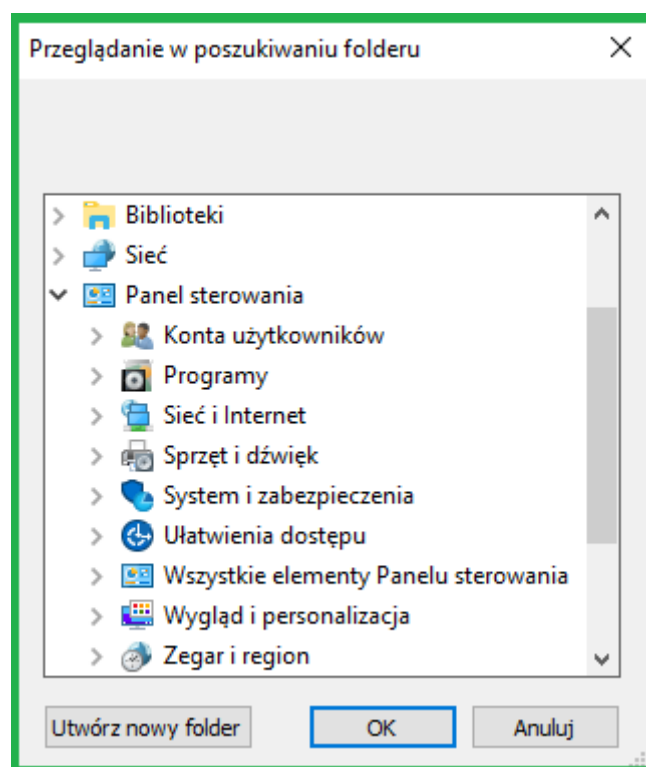 Przeglądanie w poszukiwaniu folderu
Biblioteki
Sieć
Panel sterowania
Konta użytkowników
Programy
Sieć i Internet
Sprzęt i dźwięk
System i zabezpieczenia
Ułatwienia dostępu
Wszystkie elementy Panelu sterowania
Wygląd i personalizacja
Zegar i region
Utwórz nowy folder OK Anuluj